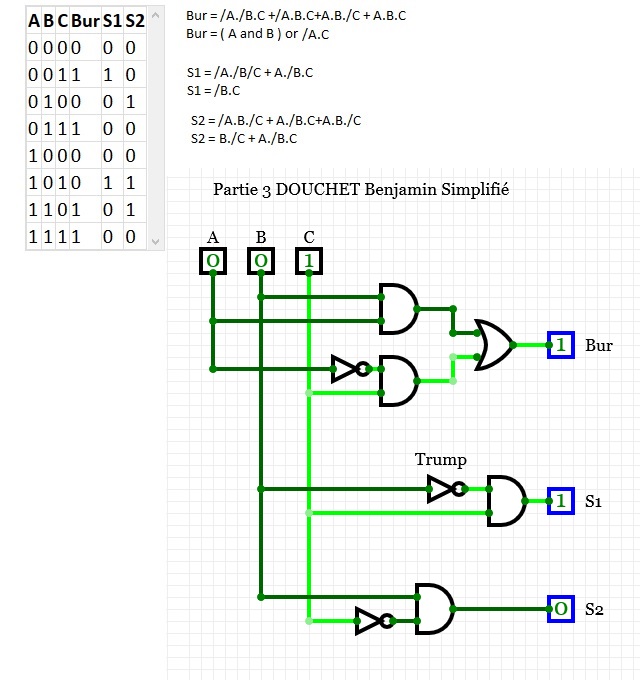 A B C Bur S1 S2
0 0 0 0 0 0
0 0 1 1 1 0
0 1 0 0 0 1
0 1 1 1 0 0
1 0 0 0 0 0
1 0 1 0 1 1
1 1 0 1 0 1
1 1 1 1 0 0
Bur = /A./B.C +/A.B.C+A.B./C + A.B.C
Bur = ( A and B ) or /A.C
S1 = /A./B/C + A./B.C
S1 = /B.C
S2 = /A.B./C + A./B.C+A.B./C
S2 = B./C + A./B.C
Partie 3 DOUCHET Benjamin Simplifié
A B C
0 0 1
1 Bur
Trump
1 S1
0 S2